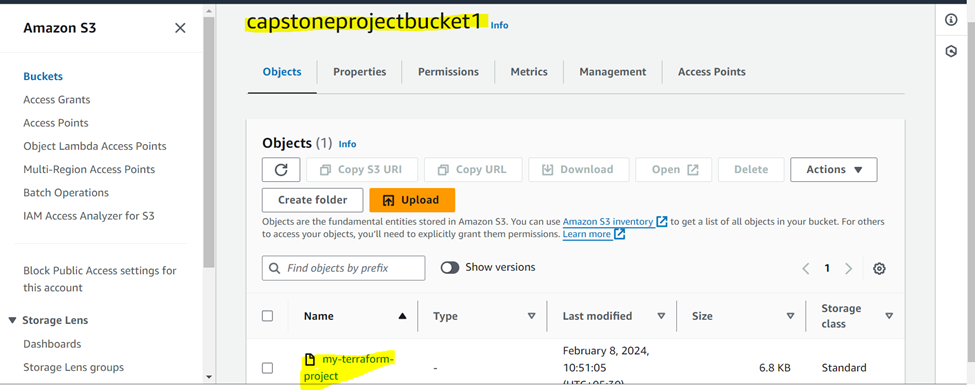 Amazon S3
Buckets
Access Grants
Access Points
Object Lambda Access Points
Multi-Region Access Points
Batch Operations
IAM Access Analyzer for S3
Block Public Access settings for
this account
Storage Lens
Dashboards
Storage Lens groups
capstoneprojectbucket1 Info
Objects Properties Permissions Metrics Management Access Points
Objects (1) Info
Copy S3 URI Copy URL Download Open Delete Actions
Create folder Upload
Objects are the fundamental entities stored in Amazon S3. You can use Amazon S3 inventory to get a list of all objects in your bucket. For others
to access your objects, you'll need to explicitly grant them permissions. Learn more
Find objects by prefix Show versions 1
Name Type Last modified Size Storage
class
my-terraform-
project
-
February 8, 2024,
10:51:05
(UTC+05:30)
6.8 KB
Standard